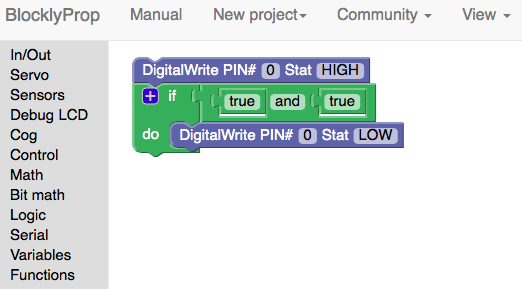 BlocklyProp Manual New project Community View
In/Out
Servo
Sensors
Debug LCD
Cog
Control
Math
Bit math
Logic
Serial
Variables
Functions
DigitalWrite PIN# 0 Stat HIGH
if true and true
do DigitalWrite PIN# 0 Stat LOW